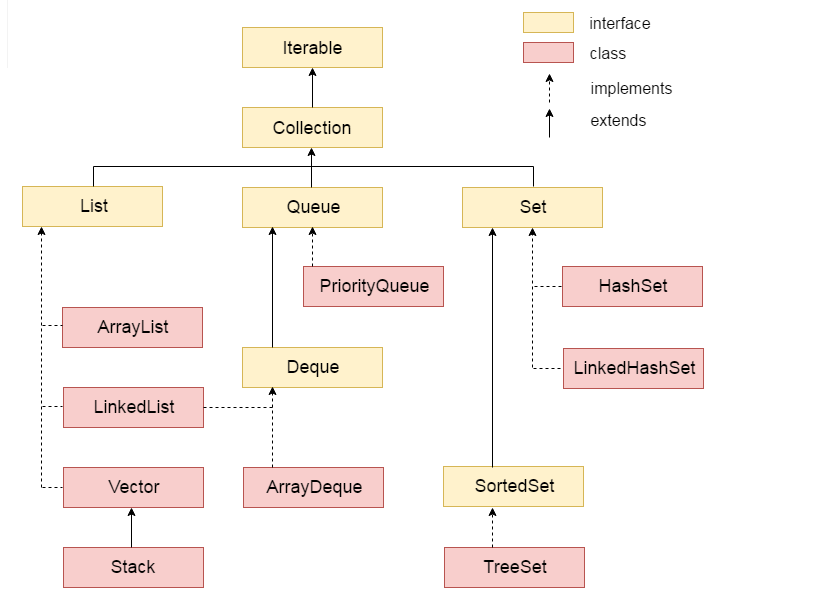 interface
Iterable
class
implements
extends
Collection
List
Queue
Set
PriorityQueue
HashSet
ArrayList
Deque
LinkedHashSet
LinkedList
Vector
ArrayDeque
SortedSet
Stack
TreeSet